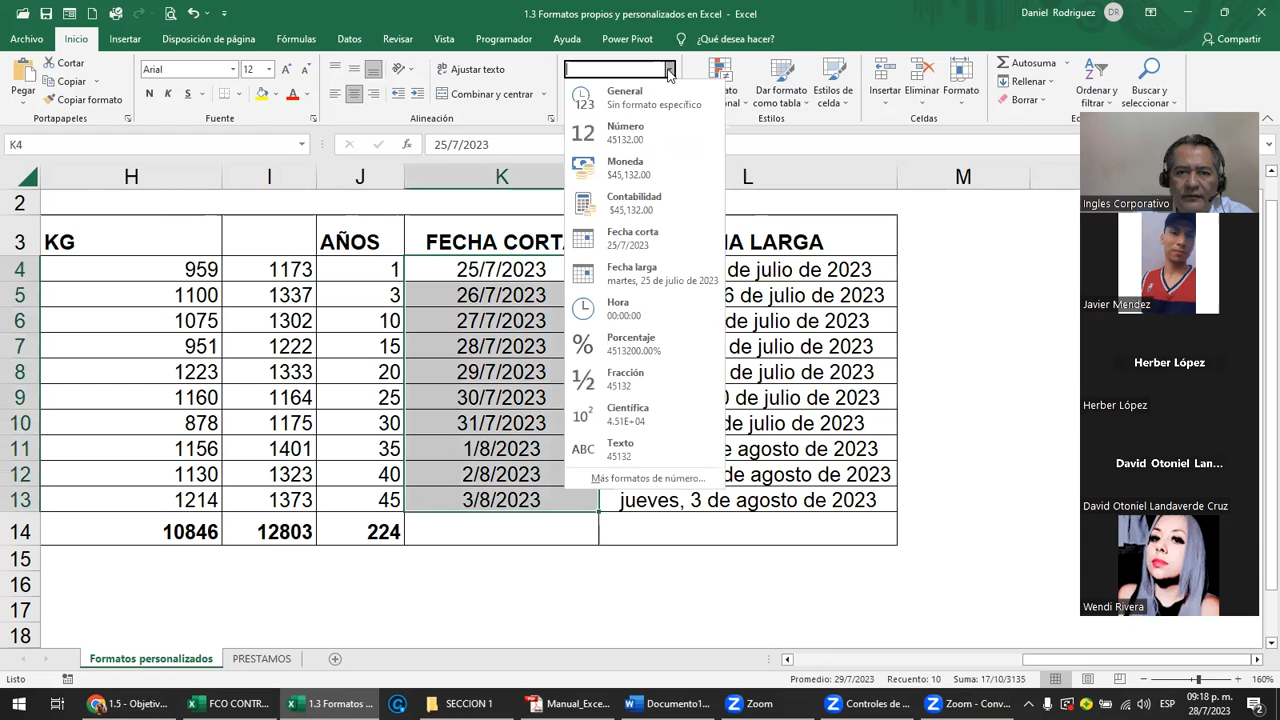 1.3 Formatos propios y personalizados en Excel - Excel
Daniel Rodriguez DR
Archivo Inicio Insertar Disposición de página Fórmulas Datos Revisar Vista Programador Ayuda Power Pivot ¿Qué desea hacer? Compartir
Pegar
Cortar
Copiar
Copiar formato
Portapapeles
Arial 12
N K S
Fuente
Ajustar texto
Combinar y centrar
Alineación
Dar formato como tabla
Estilos de celda
Estilos
Insertar Eliminar Formato
Celdas
Autosuma
Rellenar
Borrar
Ordenar y filtrar
Buscar y seleccionar
K4 fx 25/7/2023
General
Sin formato específico
Número
45132.00
Moneda
$45,132.00
Contabilidad
$45,132.00
Fecha corta
25/7/2023
Fecha larga
martes, 25 de julio de 2023
Hora
00:00:00
Porcentaje
4513200.00%
Fracción
45132
Científica
4.51E+04
Texto
45132
Más formatos de número...
H I J K L M
2
3 KG AÑOS FECHA CORTA LARGA
4 959 1173 1 25/7/2023 de julio de 2023
5 1100 1337 3 26/7/2023 6 de julio de 2023
6 1075 1302 10 27/7/2023 de julio de 2023
7 951 1222 15 28/7/2023 de julio de 2023
8 1223 1333 20 29/7/2023 de julio de 2023
9 1160 1164 25 30/7/2023 0 de julio de 2023
10 878 1175 30 31/7/2023 de julio de 2023
11 1156 1401 35 1/8/2023 de agosto de 2023
12 1130 1323 40 2/8/2023 de agosto de 2023
13 1214 1373 45 3/8/2023 jueves, 3 de agosto de 2023
14 10846 12803 224
15
16
17
18
Ingles Corporativo
Javier Mendez
Herber López
Herber López
David Otoniel Lan...
David Otoniel Landaverde Cruz
Wendi Rivera
Formatos personalizados PRESTAMOS
Listo Promedio: 29/7/2023 Recuento: 10 Suma: 17/10/3135 160%
1.5 - Objetiv... FCO CONTR... 1.3 Formatos ... SECCION 1 Manual_Exce... Documento1... Zoom Controles de ... Zoom - Conv... ESP
09:18 p. m.
28/7/2023